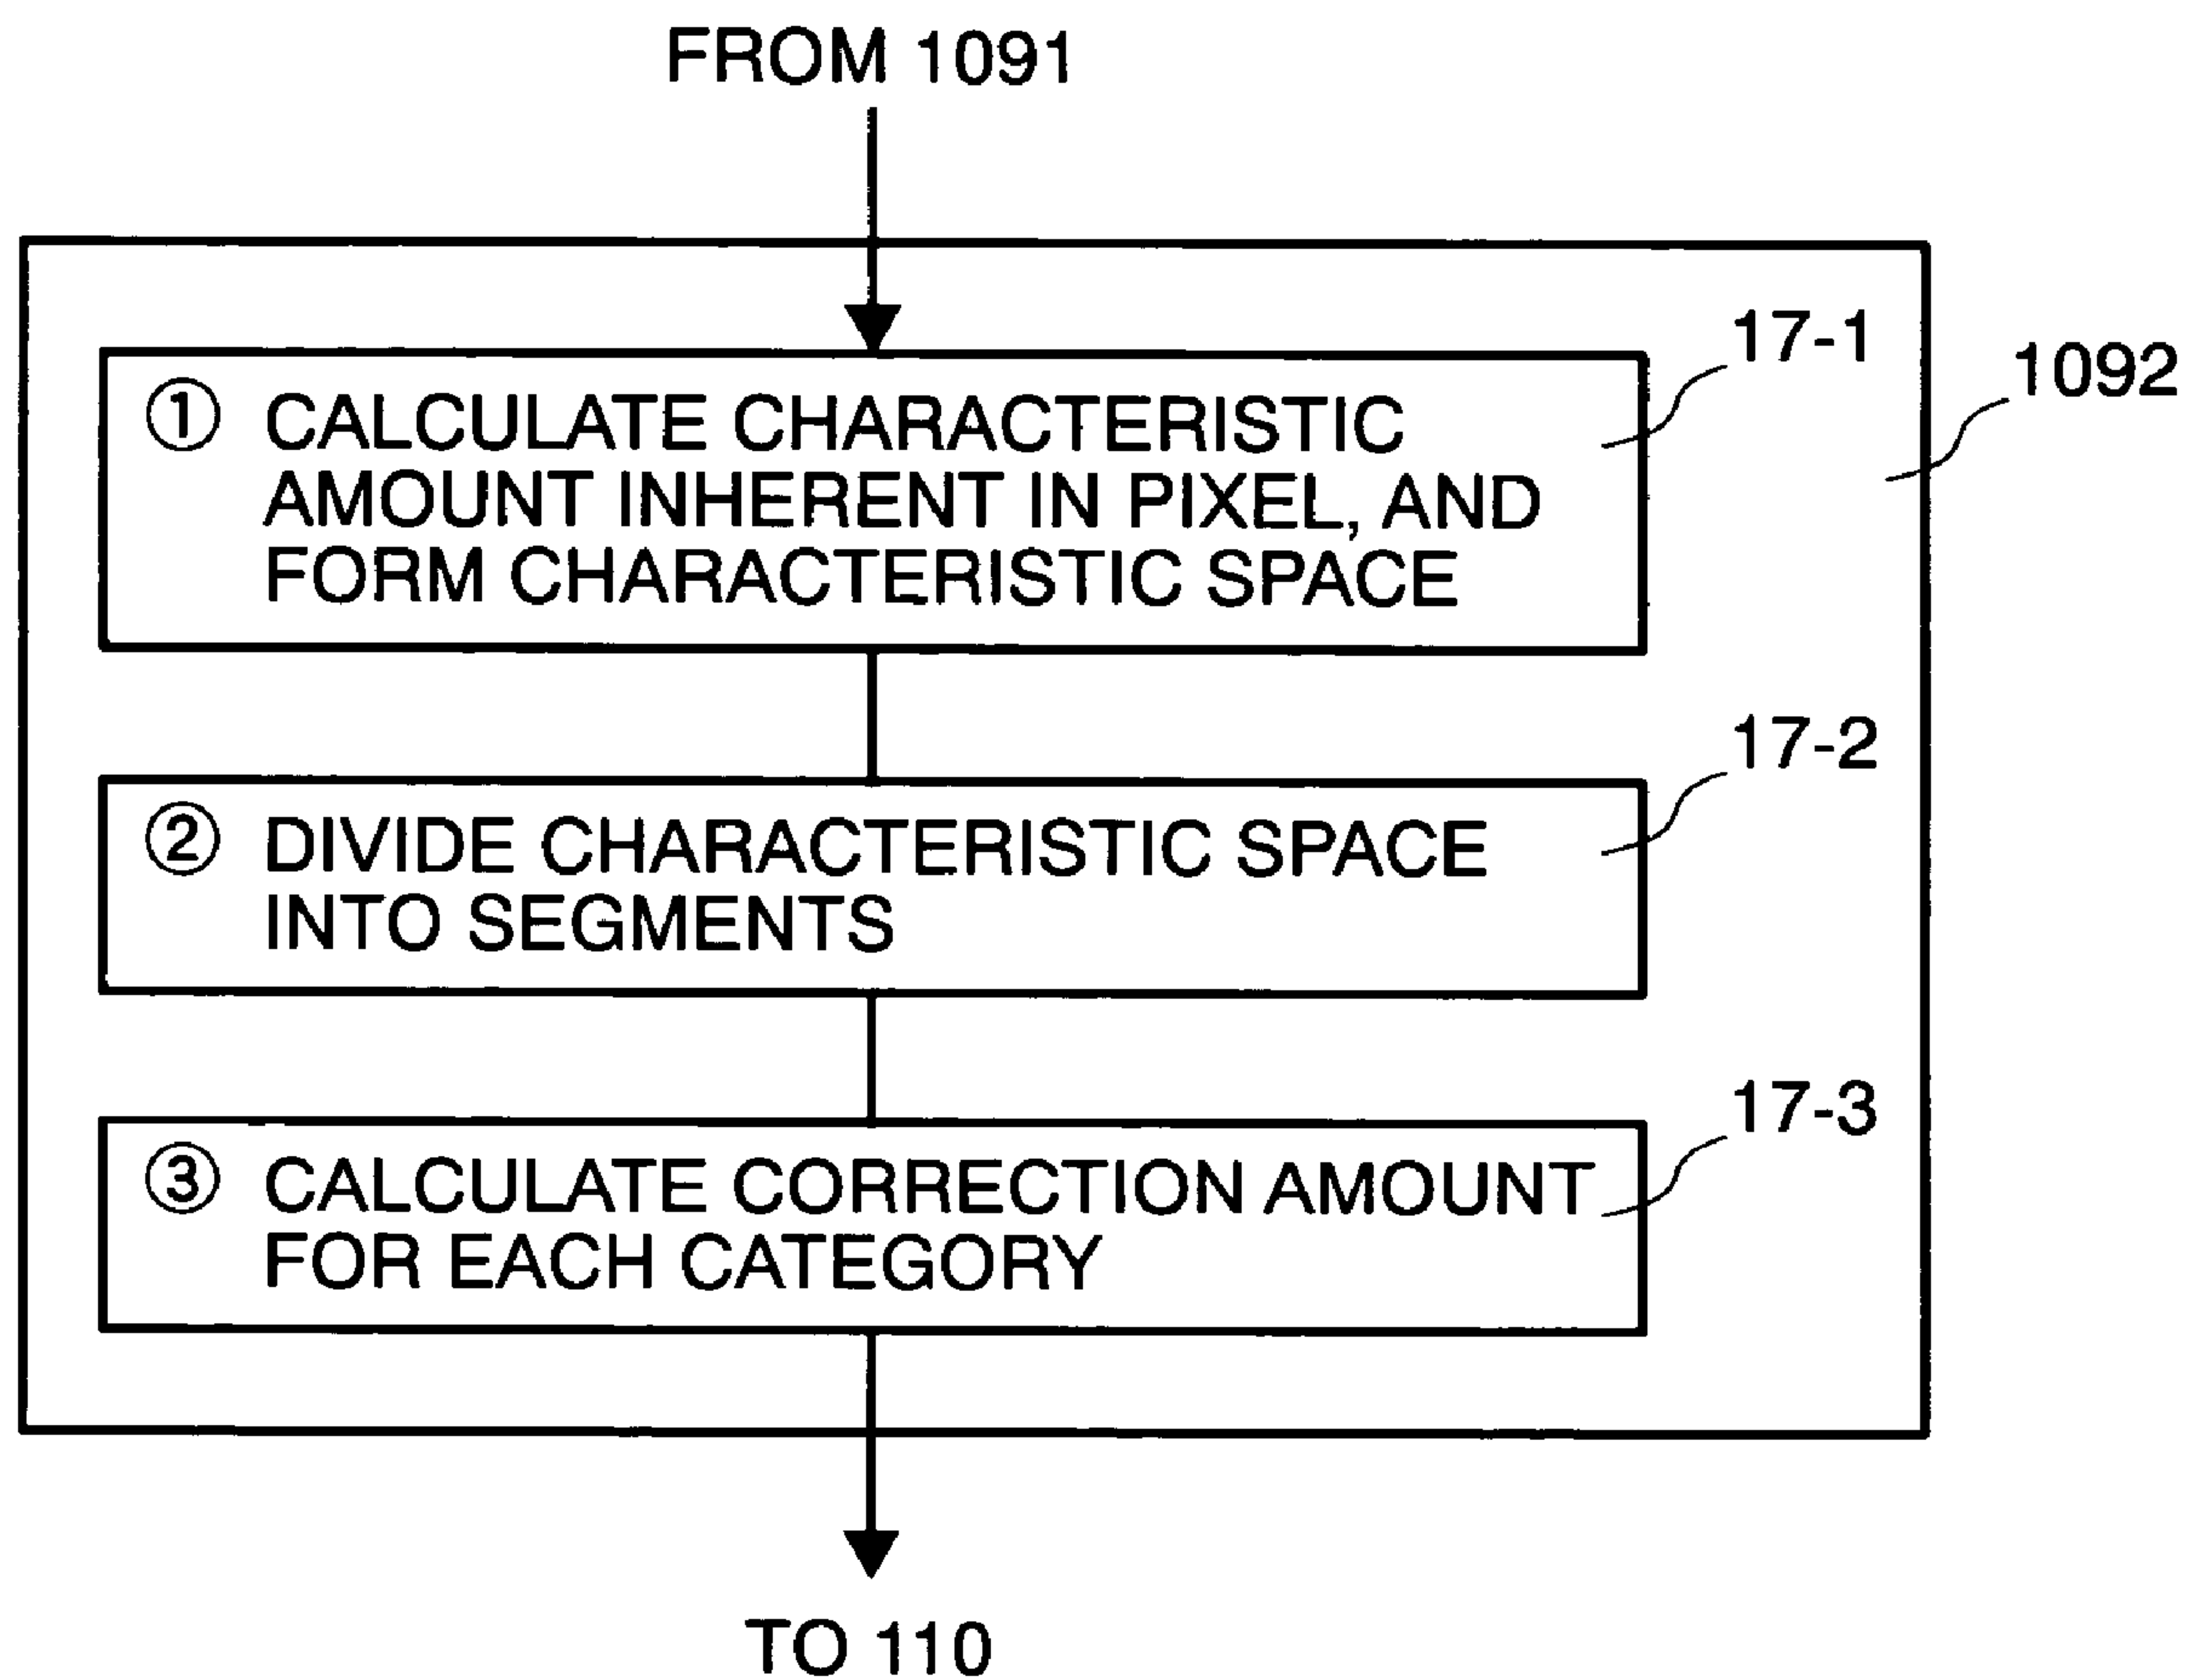 FROM 1091
17-1
1092
① CALCULATE CHARACTERISTIC
AMOUNT INHERENT IN PIXEL, AND
FORM CHARACTERISTIC SPACE
17-2
② DIVIDE CHARACTERISTIC SPACE
INTO SEGMENTS
17-3
③ CALCULATE CORRECTION AMOUNT
FOR EACH CATEGORY
TO 110